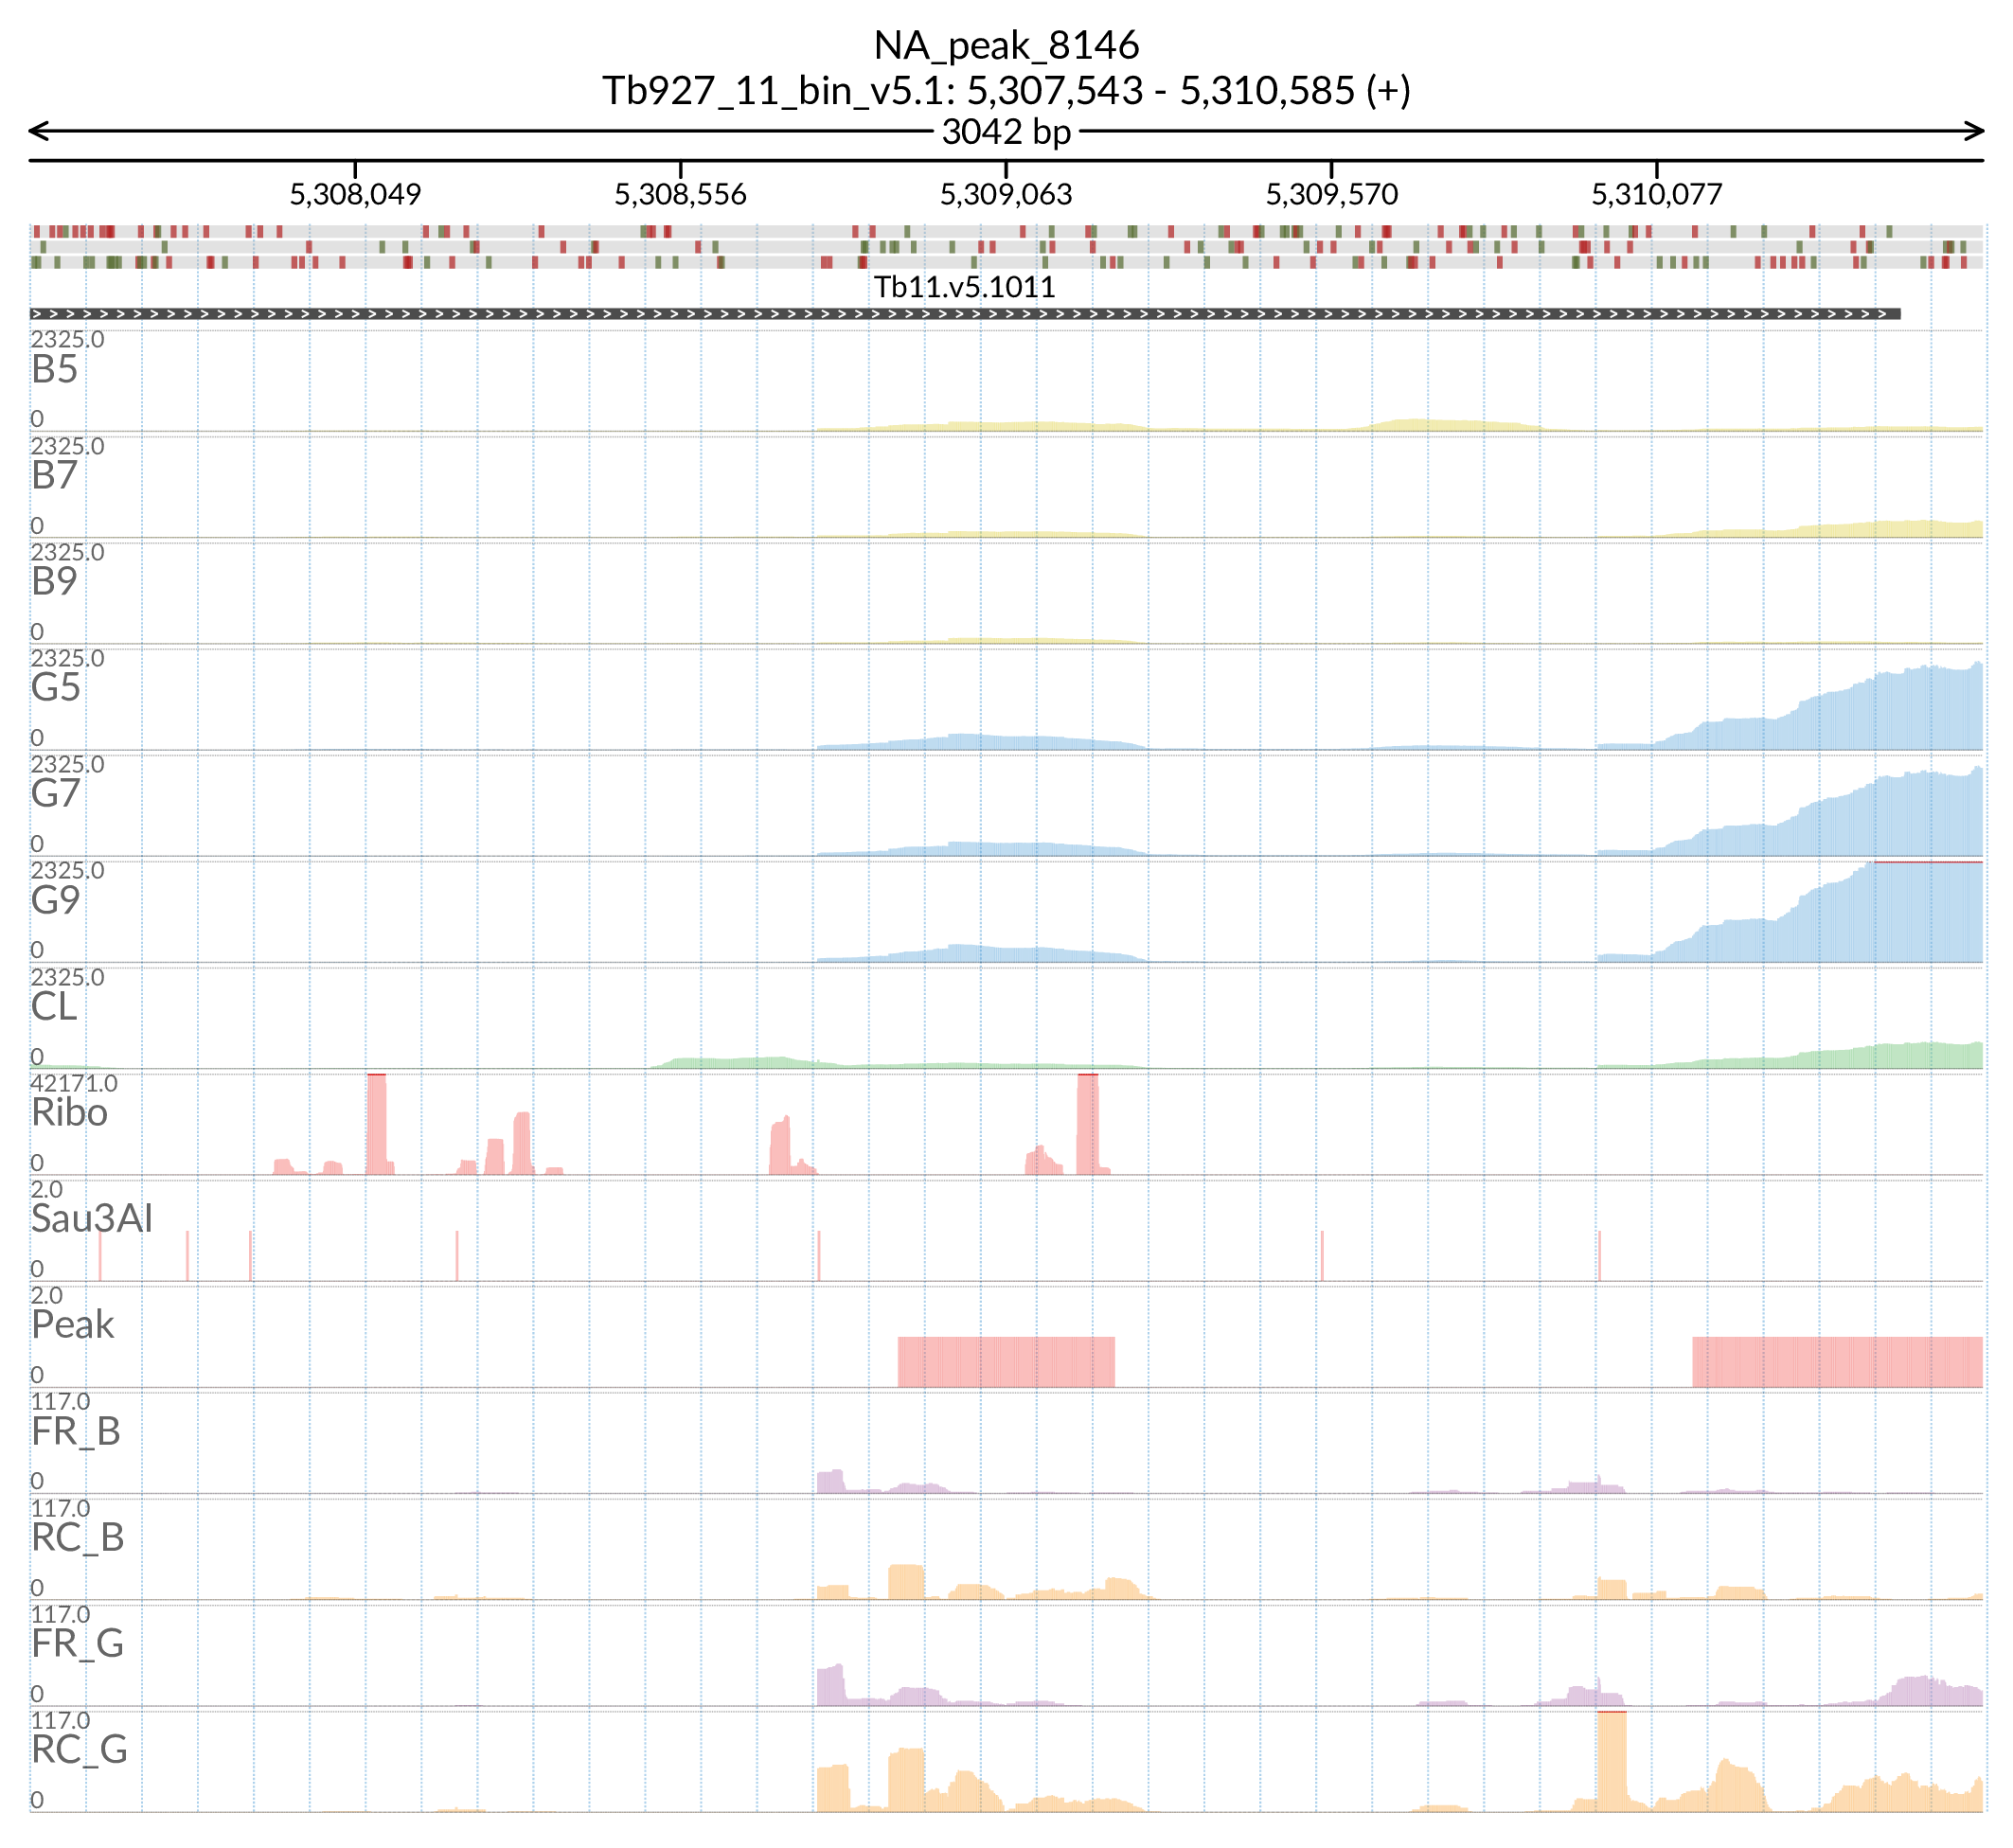 NA_peak_8146
Tb927_11_bin_v5.1: 5,307,543 - 5,310,585 (+)
3042 bp
5,308,049 5,308,556 5,309,063 5,309,570 5,310,077
Tb11.v5.1011
2325.0
B5
0
2325.0
B7
0
2325.0
B9
0
2325.0
G5
0
2325.0
G7
0
2325.0
G9
0
2325.0
CL
0
42171.0
Ribo
0
2.0
Sau3AI
0
2.0
Peak
0
117.0
FR_B
0
117.0
RC_B
0
117.0
FR_G
0
117.0
RC_G
0